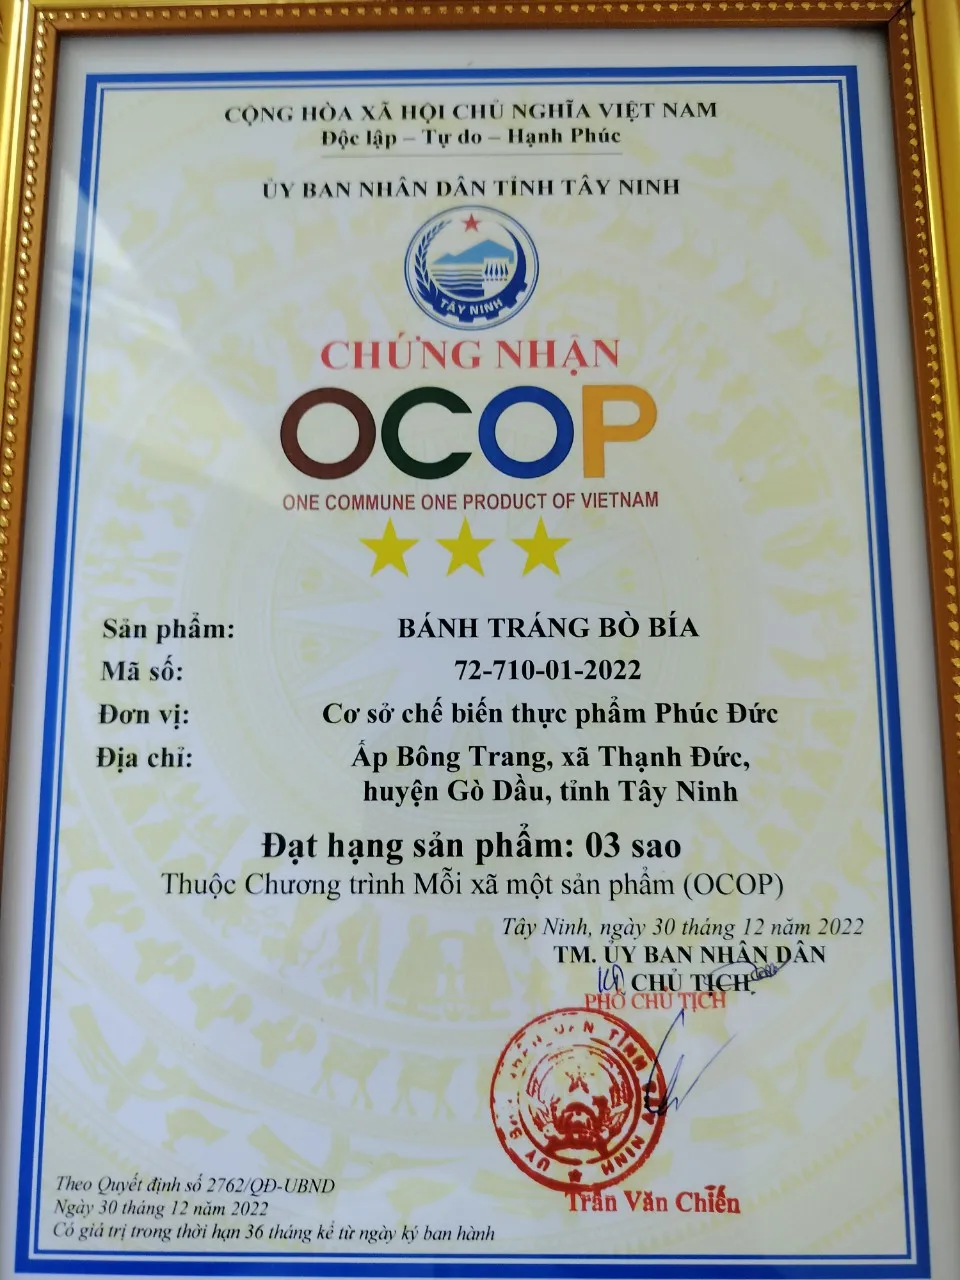 CỘNG HÒA XÃ HỘI CHỦ NGHĨA VIỆT NAM
Độc lập – Tự do – Hạnh Phúc
ỦY BAN NHÂN DÂN TỈNH TÂY NINH
TÂY NINH
CHỨNG NHẬN
OCOP
ONE COMMUNE ONE PRODUCT OF VIETNAM
Sản phẩm: BÁNH TRÁNG BÒ BÍA
Mã số: 72-710-01-2022
Đơn vị: Cơ sở chế biến thực phẩm Phúc Đức
Địa chỉ: Ấp Bông Trang, xã Thạnh Đức,
huyện Gò Dầu, tỉnh Tây Ninh
Đạt hạng sản phẩm: 03 sao
Thuộc Chương trình Mỗi xã một sản phẩm (OCOP)
Tây Ninh, ngày 30 tháng 12 năm 2022
TM. ỦY BAN NHÂN DÂN
CHỦ TỊCH
PHÓ CHỦ TỊCH
Trần Văn Chiến
Theo Quyết định số 2762/QĐ-UBND
Ngày 30 tháng 12 năm 2022
Có giá trị trong thời hạn 36 tháng kể từ ngày ký ban hành